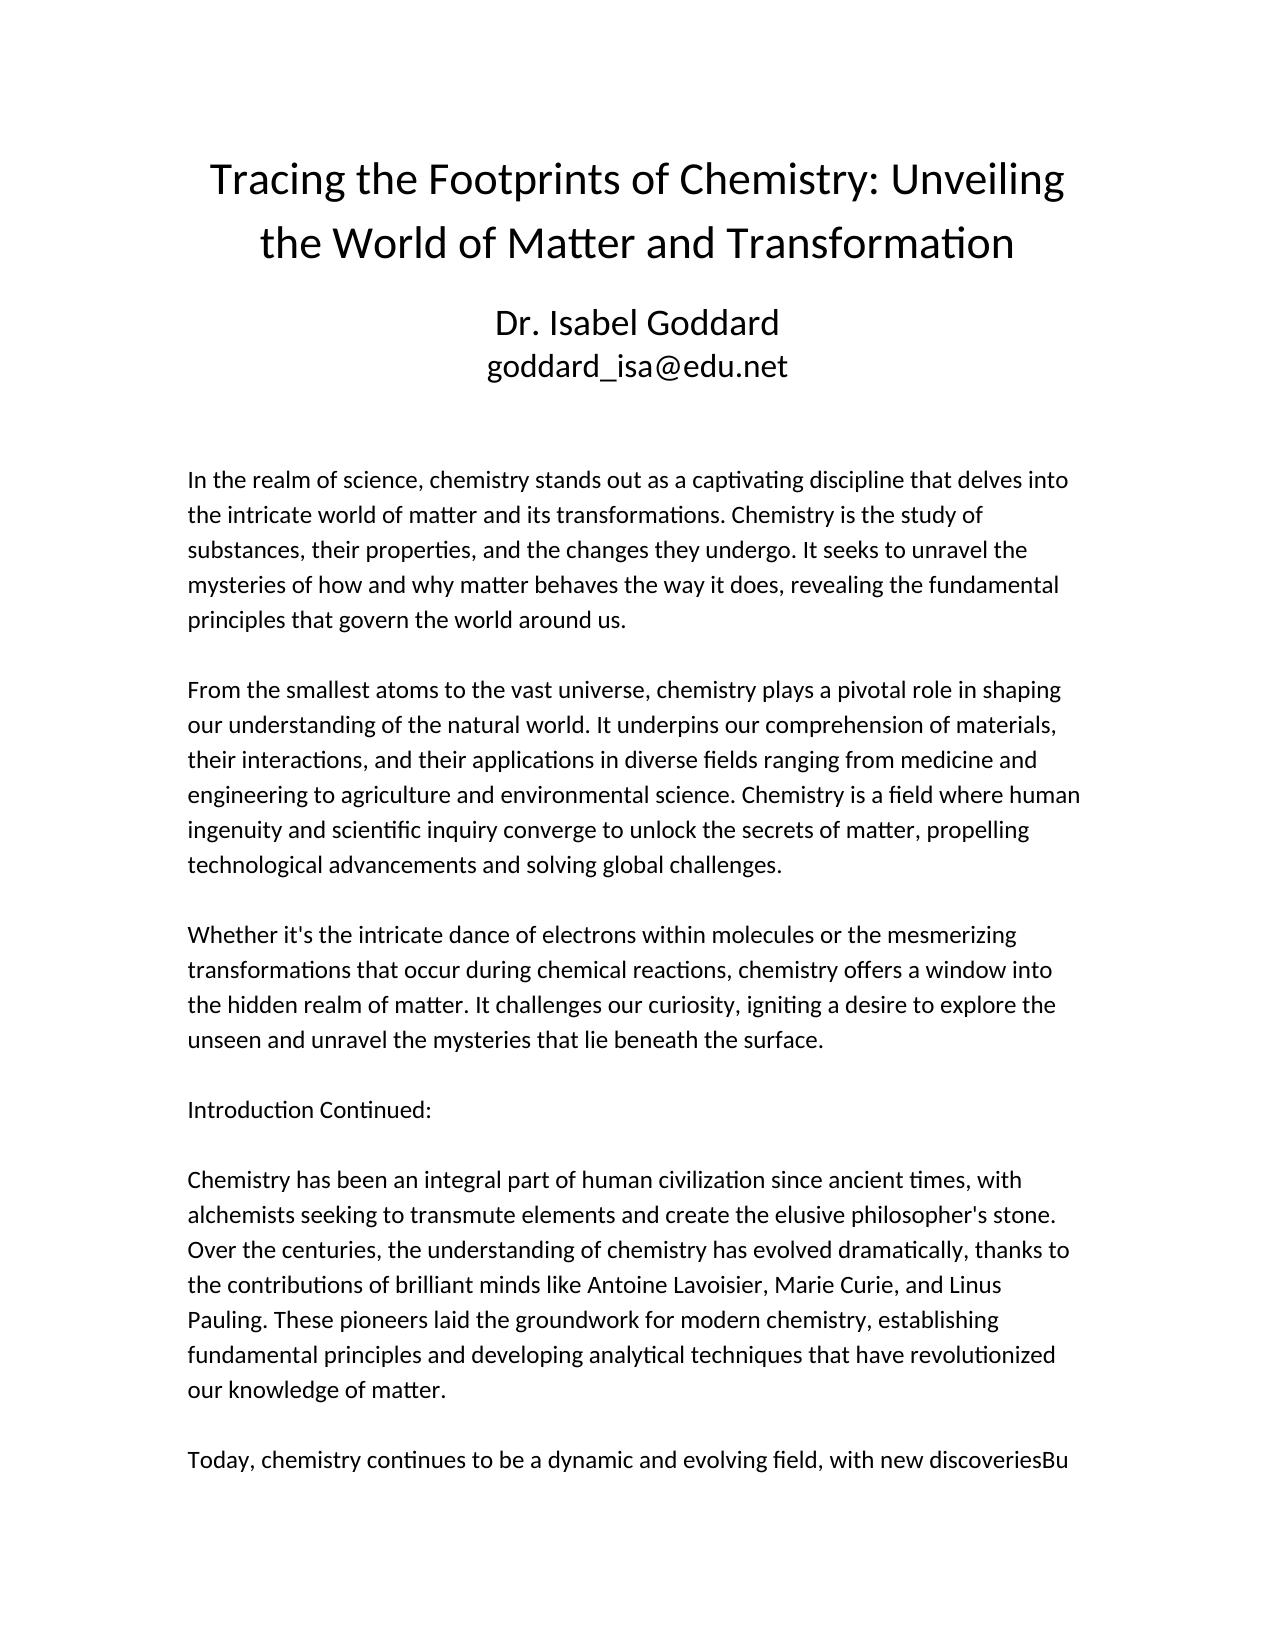 Tracing the Footprints of Chemistry: Unveiling
the World of Matter and Transformation
Dr. Isabel Goddard
goddard_isa@edu.net
In the realm of science, chemistry stands out as a captivating discipline that delves into
the intricate world of matter and its transformations. Chemistry is the study of
substances, their properties, and the changes they undergo. It seeks to unravel the
mysteries of how and why matter behaves the way it does, revealing the fundamental
principles that govern the world around us.
From the smallest atoms to the vast universe, chemistry plays a pivotal role in shaping
our understanding of the natural world. It underpins our comprehension of materials,
their interactions, and their applications in diverse fields ranging from medicine and
engineering to agriculture and environmental science. Chemistry is a field where human
ingenuity and scientific inquiry converge to unlock the secrets of matter, propelling
technological advancements and solving global challenges.
Whether it's the intricate dance of electrons within molecules or the mesmerizing
transformations that occur during chemical reactions, chemistry offers a window into
the hidden realm of matter. It challenges our curiosity, igniting a desire to explore the
unseen and unravel the mysteries that lie beneath the surface.
Introduction Continued:
Chemistry has been an integral part of human civilization since ancient times, with
alchemists seeking to transmute elements and create the elusive philosopher's stone.
Over the centuries, the understanding of chemistry has evolved dramatically, thanks to
the contributions of brilliant minds like Antoine Lavoisier, Marie Curie, and Linus
Pauling. These pioneers laid the groundwork for modern chemistry, establishing
fundamental principles and developing analytical techniques that have revolutionized
our knowledge of matter.
Today, chemistry continues to be a dynamic and evolving field, with new discoveriesBu